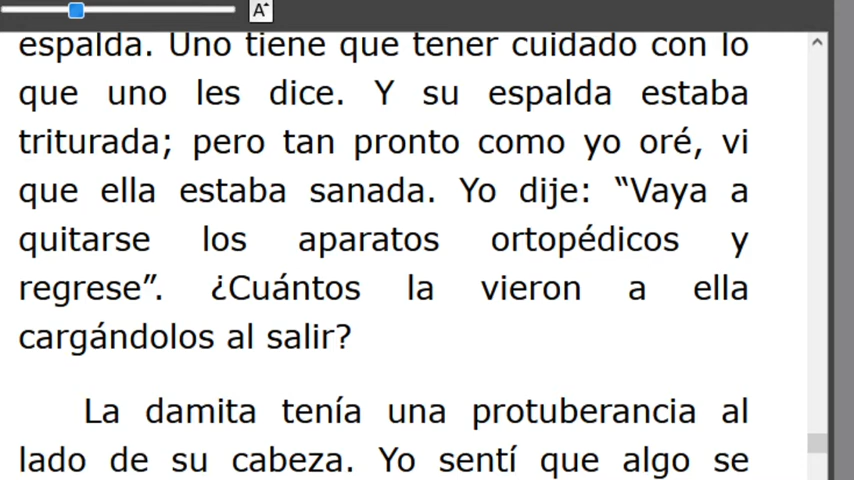 A
espalda. Uno tiene que tener cuidado con lo
que uno les dice. Y su espalda estaba
triturada; pero tan pronto como yo oré, vi
que ella estaba sanada. Yo dije: “Vaya a
quitarse los aparatos ortopédicos y
regrese”. ¿Cuántos la vieron a ella
cargándolos al salir?
La damita tenía una protuberancia al
lado de su cabeza. Yo sentí que algo se